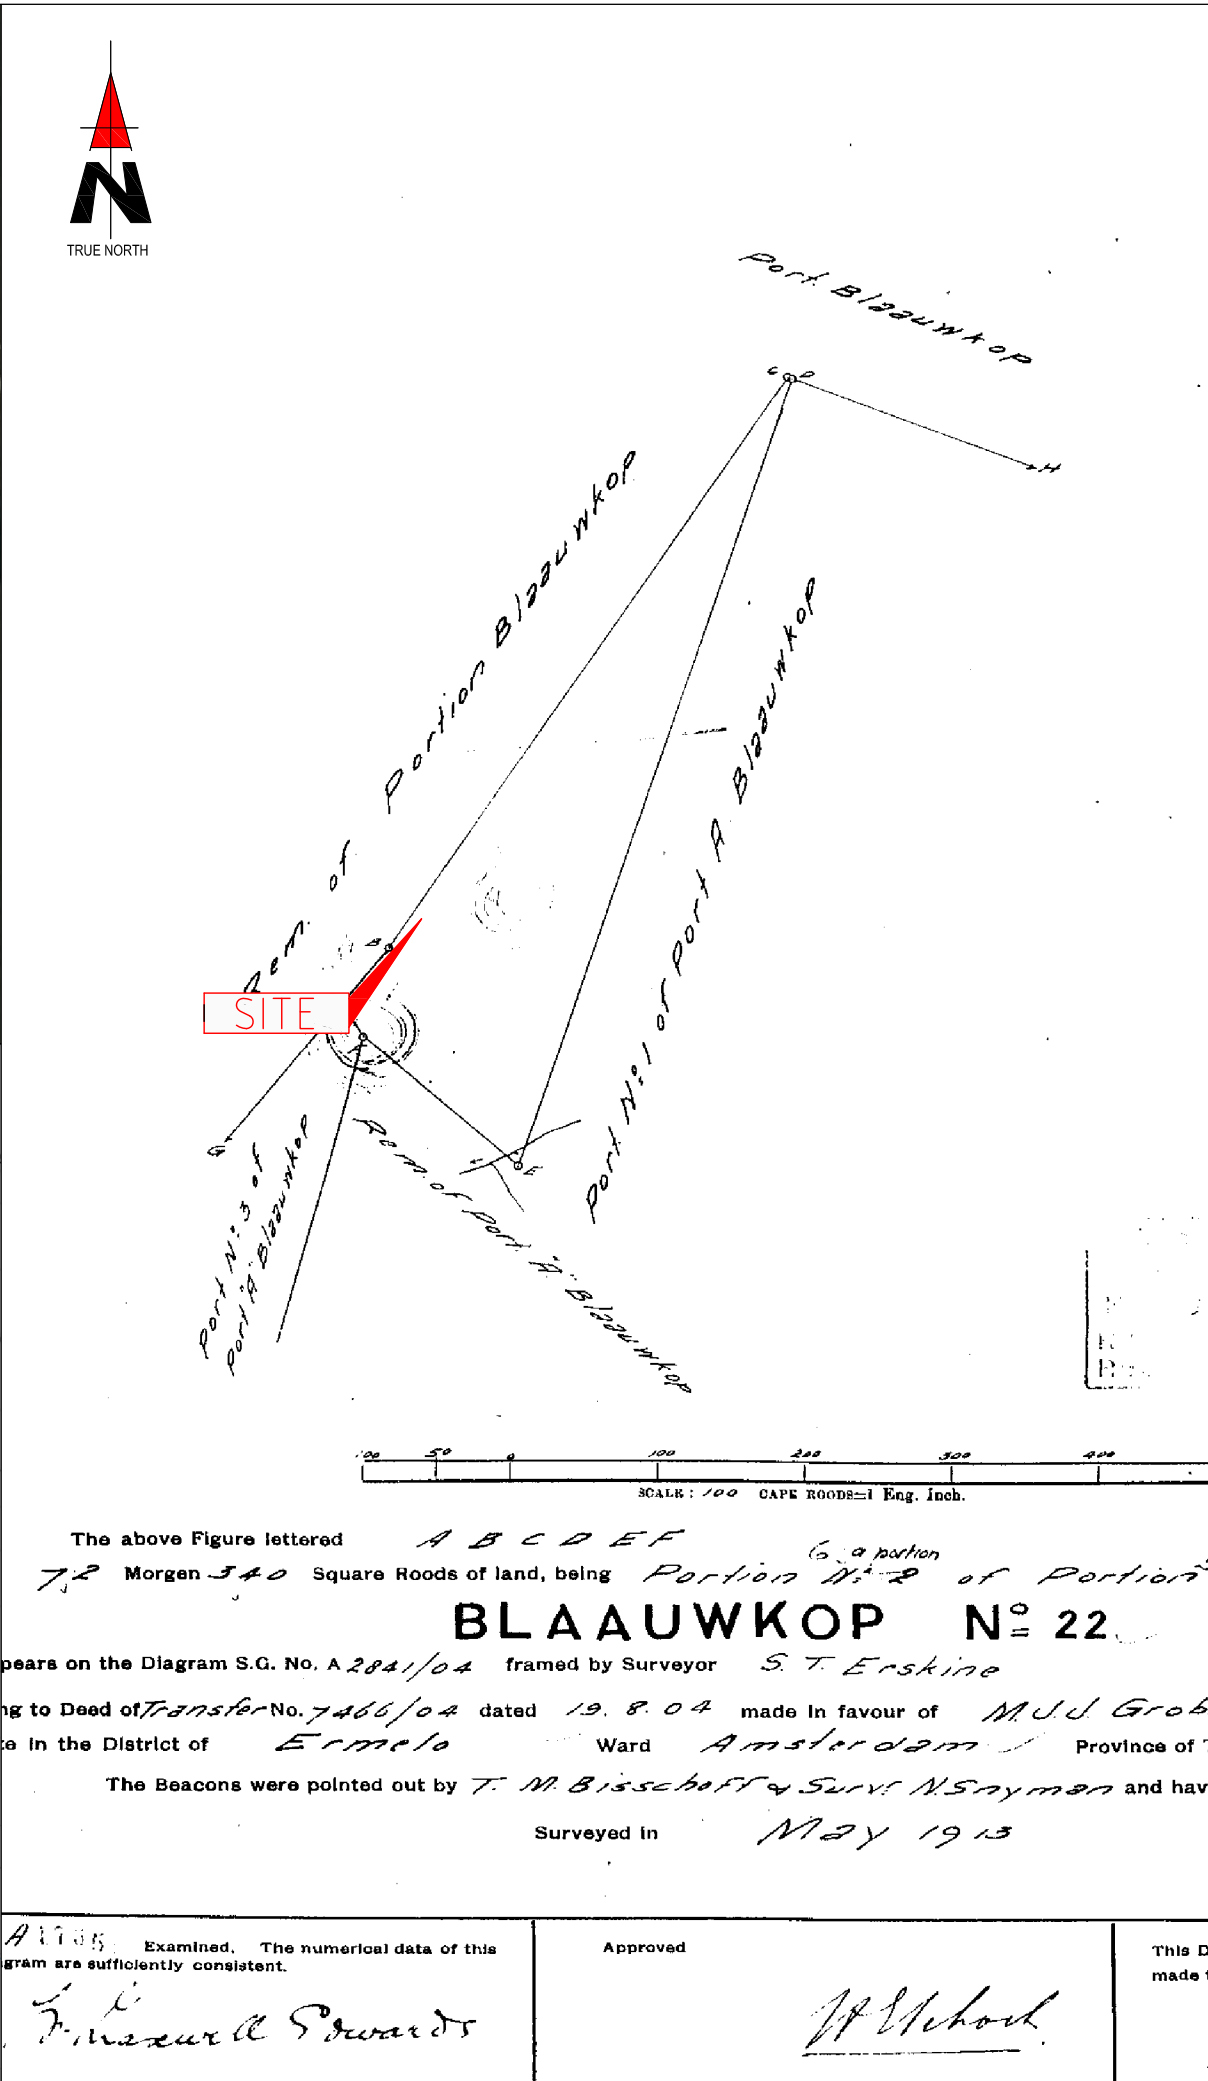 N
TRUE NORTH
Port. Blaauwkop
C D
H
Rem. of Portion Blaauwkop
Port No. 1 of Port A Blaauwkop
B
SITE
A
G
E
Port No. 3 of
Port "A" Blaauwkop
Rem. of Port. "A" Blaauwkop
100 50 0 100 200 300 400
SCALE: 100 CAPE ROODS=1 Eng. Inch.
The above Figure lettered A B C D E F
6 a portion
72 Morgen 340 Square Roods of land, being Portion No. 2 of Portion
BLAAUWKOP No 22
pears on the Diagram S.G. No. A 2841/04 framed by Surveyor S. T. Erskine
ng to Deed of Transfer No. 7466/04 dated 19. 8. 04 made in favour of M.J.J. Grob
te in the District of Ermelo Ward Amsterdam Province of T
The Beacons were pointed out by T. M. Bisschoff & Survr. N. Snyman and hav
Surveyed in May 1913
A Examined. The numerical data of this Approved This D
gram are sufficiently consistent. made t
Edwards